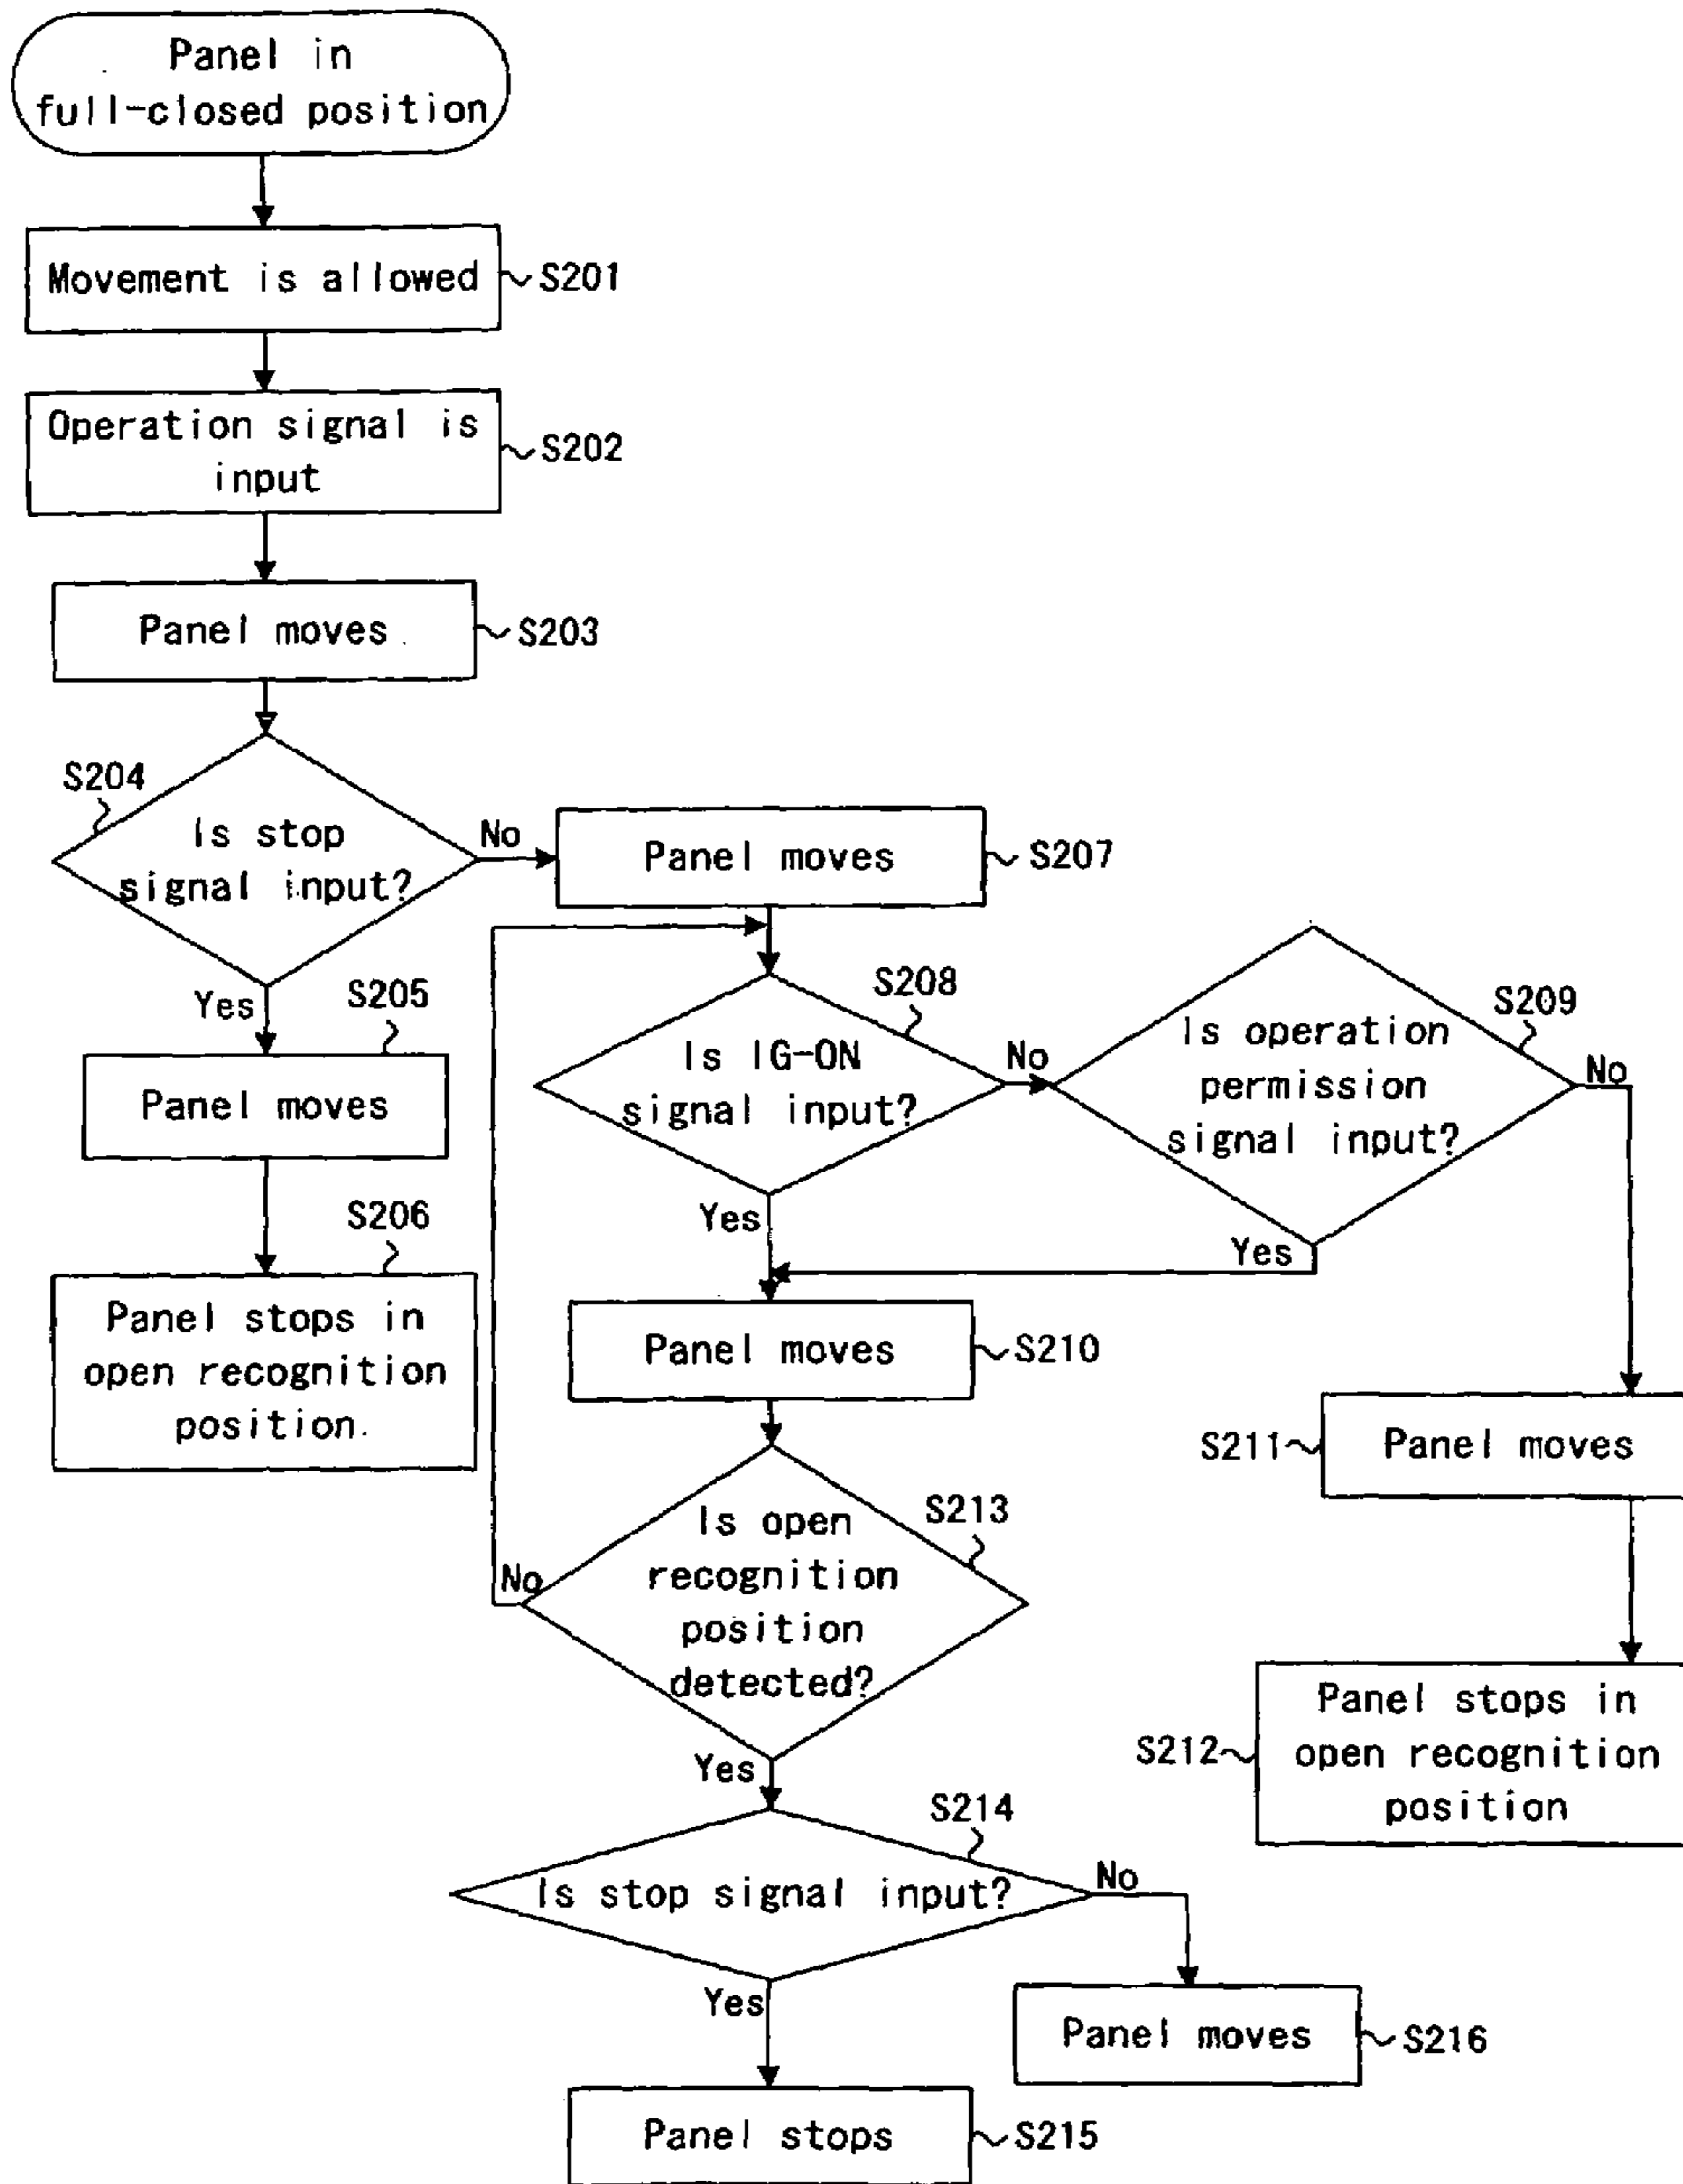 Panel in
full-closed position
Movement is allowed
S201
Operation signal is
input
S202
Panel moves
S203
S204
Is stop
signal input?
No
Panel moves
S207
Yes
S205
Panel moves
S206
Panel stops in
open recognition
position.
S208
Is IG-ON
signal input?
No
S209
Is operation
permission
signal input?
No
Yes
Yes
Panel moves
S210
S211
Panel moves
S213
Is open
recognition
position
detected?
No
Yes
S212
Panel stops in
open recognition
position
S214
Is stop signal input?
No
Yes
Panel moves
S216
Panel stops
S215